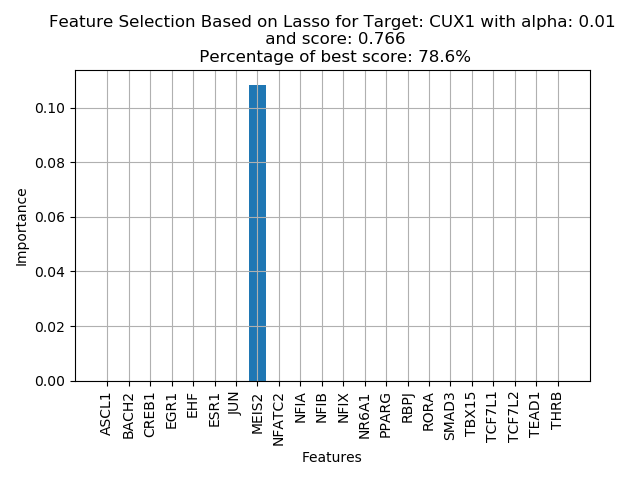 Feature Selection Based on Lasso for Target: CUX1 with alpha: 0.01
and score: 0.766
Percentage of best score: 78.6%
Importance
0.10
0.08
0.06
0.04
0.02
0.00
ASCL1
BACH2
CREB1
EGR1
EHF
ESR1
JUN
MEIS2
NFATC2
NFIA
NFIB
NFIX
NR6A1
PPARG
RBPJ
RORA
SMAD3
TBX15
TCF7L1
TCF7L2
TEAD1
THRB
Features